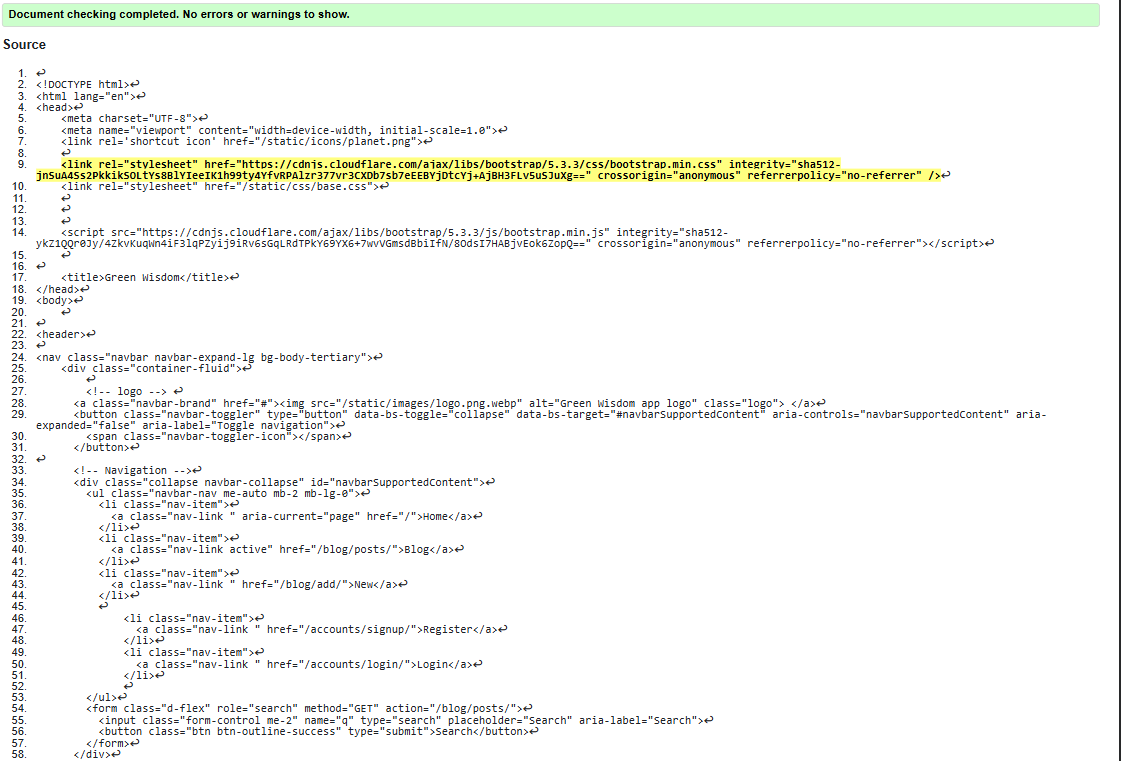 Document checking completed. No errors or warnings to show.
Source
1. ↩
2. <!DOCTYPE html>↩
3. <html lang="en">↩
4. <head>↩
5. <meta charset="UTF-8">↩
6. <meta name="viewport" content="width=device-width, initial-scale=1.0">↩
7. <link rel='shortcut icon' href="/static/icons/planet.png">↩
8. ↩
9. <link rel="stylesheet" href="https://cdnjs.cloudflare.com/ajax/libs/bootstrap/5.3.3/css/bootstrap.min.css" integrity="sha512-
jnSuA4Ss2PkkikSOLtYs8BlYIeeIK1h99ty4YfvRPAlzr377vr3CXDb7sb7eEEBYjDtcYj+AjBH3FLv5uSJuXg==" crossorigin="anonymous" referrerpolicy="no-referrer" />↩
10. <link rel="stylesheet" href="/static/css/base.css">↩
11. ↩
12. ↩
13. ↩
14. <script src="https://cdnjs.cloudflare.com/ajax/libs/bootstrap/5.3.3/js/bootstrap.min.js" integrity="sha512-
ykZ1QQr0Jy/4ZkvKuqWn4iF3lqPZyij9iRv6sGqLRdTPkY69YX6+7wvVGmsdBbiIfN/8OdsI7HABjvEok6ZopQ==" crossorigin="anonymous" referrerpolicy="no-referrer"></script>↩
15. ↩
16. ↩
17. <title>Green Wisdom</title>↩
18. </head>↩
19. <body>↩
20. ↩
21. ↩
22. <header>↩
23. ↩
24. <nav class="navbar navbar-expand-lg bg-body-tertiary">↩
25. <div class="container-fluid">↩
26. ↩
27. <!-- logo --> ↩
28. <a class="navbar-brand" href="#"><img src="/static/images/logo.png.webp" alt="Green Wisdom app logo" class="logo"> </a>↩
29. <button class="navbar-toggler" type="button" data-bs-toggle="collapse" data-bs-target="#navbarSupportedContent" aria-controls="navbarSupportedContent" aria-
expanded="false" aria-label="Toggle navigation">↩
30. <span class="navbar-toggler-icon"></span>↩
31. </button>↩
32. ↩
33. <!-- Navigation -->↩
34. <div class="collapse navbar-collapse" id="navbarSupportedContent">↩
35. <ul class="navbar-nav me-auto mb-2 mb-lg-0">↩
36. <li class="nav-item">↩
37. <a class="nav-link " aria-current="page" href="/">Home</a>↩
38. </li>↩
39. <li class="nav-item">↩
40. <a class="nav-link active" href="/blog/posts/">Blog</a>↩
41. </li>↩
42. <li class="nav-item">↩
43. <a class="nav-link " href="/blog/add/">New</a>↩
44. </li>↩
45. ↩
46. <li class="nav-item">↩
47. <a class="nav-link " href="/accounts/signup/">Register</a>↩
48. </li>↩
49. <li class="nav-item">↩
50. <a class="nav-link " href="/accounts/login/">Login</a>↩
51. </li>↩
52. ↩
53. </ul>↩
54. <form class="d-flex" role="search" method="GET" action="/blog/posts/">↩
55. <input class="form-control me-2" name="q" type="search" placeholder="Search" aria-label="Search">↩
56. <button class="btn btn-outline-success" type="submit">Search</button>↩
57. </form>↩
58. </div>↩